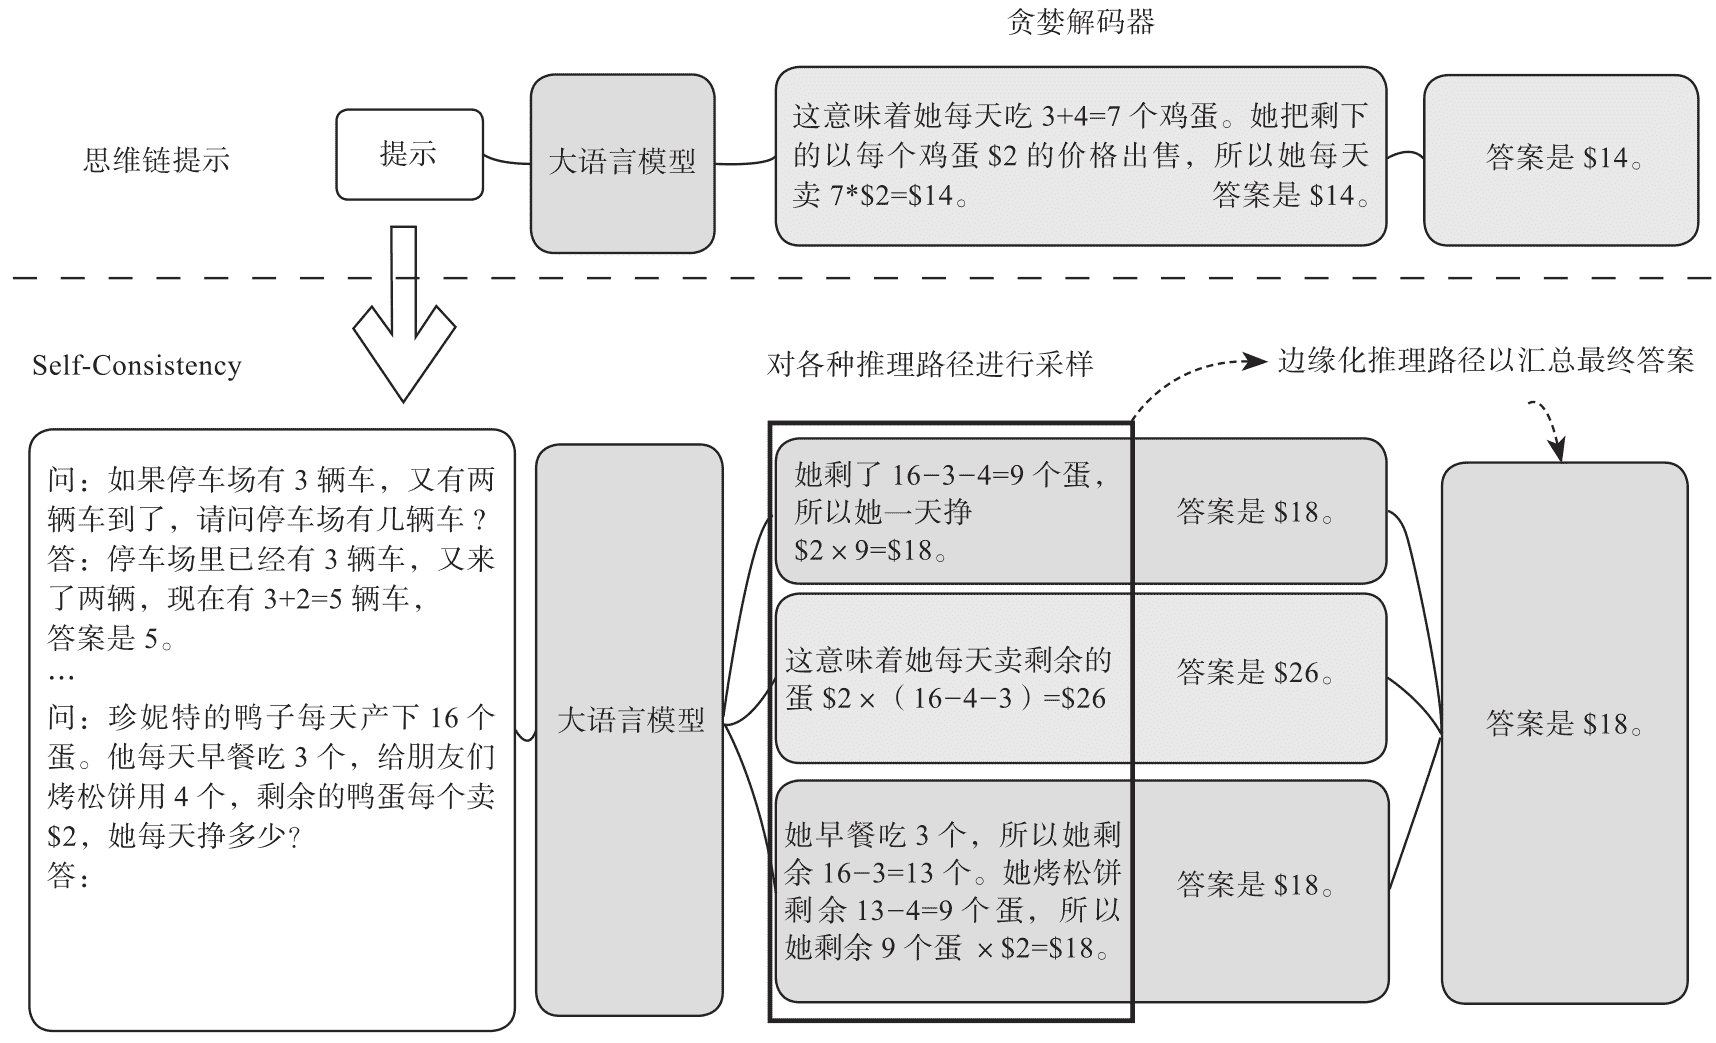 贪婪解码器
思维链提示
提示
大语言模型
这意味着她每天吃 3+4=7 个鸡蛋。她把剩下
的以每个鸡蛋 $2 的价格出售，所以她每天
卖 7*$2=$14。 答案是 $14。
答案是 $14。
Self-Consistency
对各种推理路径进行采样
边缘化推理路径以汇总最终答案
问：如果停车场有 3 辆车，又有两
辆车到了，请问停车场有几辆车？
答：停车场里已经有 3 辆车，又来
了两辆，现在有 3+2=5 辆车，
答案是 5。
…
问：珍妮特的鸭子每天产下 16 个
蛋。他每天早餐吃 3 个，给朋友们
烤松饼用 4 个，剩余的鸭蛋每个卖
$2，她每天挣多少?
答：
大语言模型
她剩了 16−3−4=9 个蛋，
所以她一天挣
$2 × 9=$18。
答案是 $18。
这意味着她每天卖剩余的
蛋 $2 ×（16−4−3）=$26
答案是 $26。
她早餐吃 3 个，所以她剩
余 16−3=13 个。她烤松饼
剩余 13−4=9 个蛋，所以
她剩余 9 个蛋 × $2=$18。
答案是 $18。
答案是 $18。